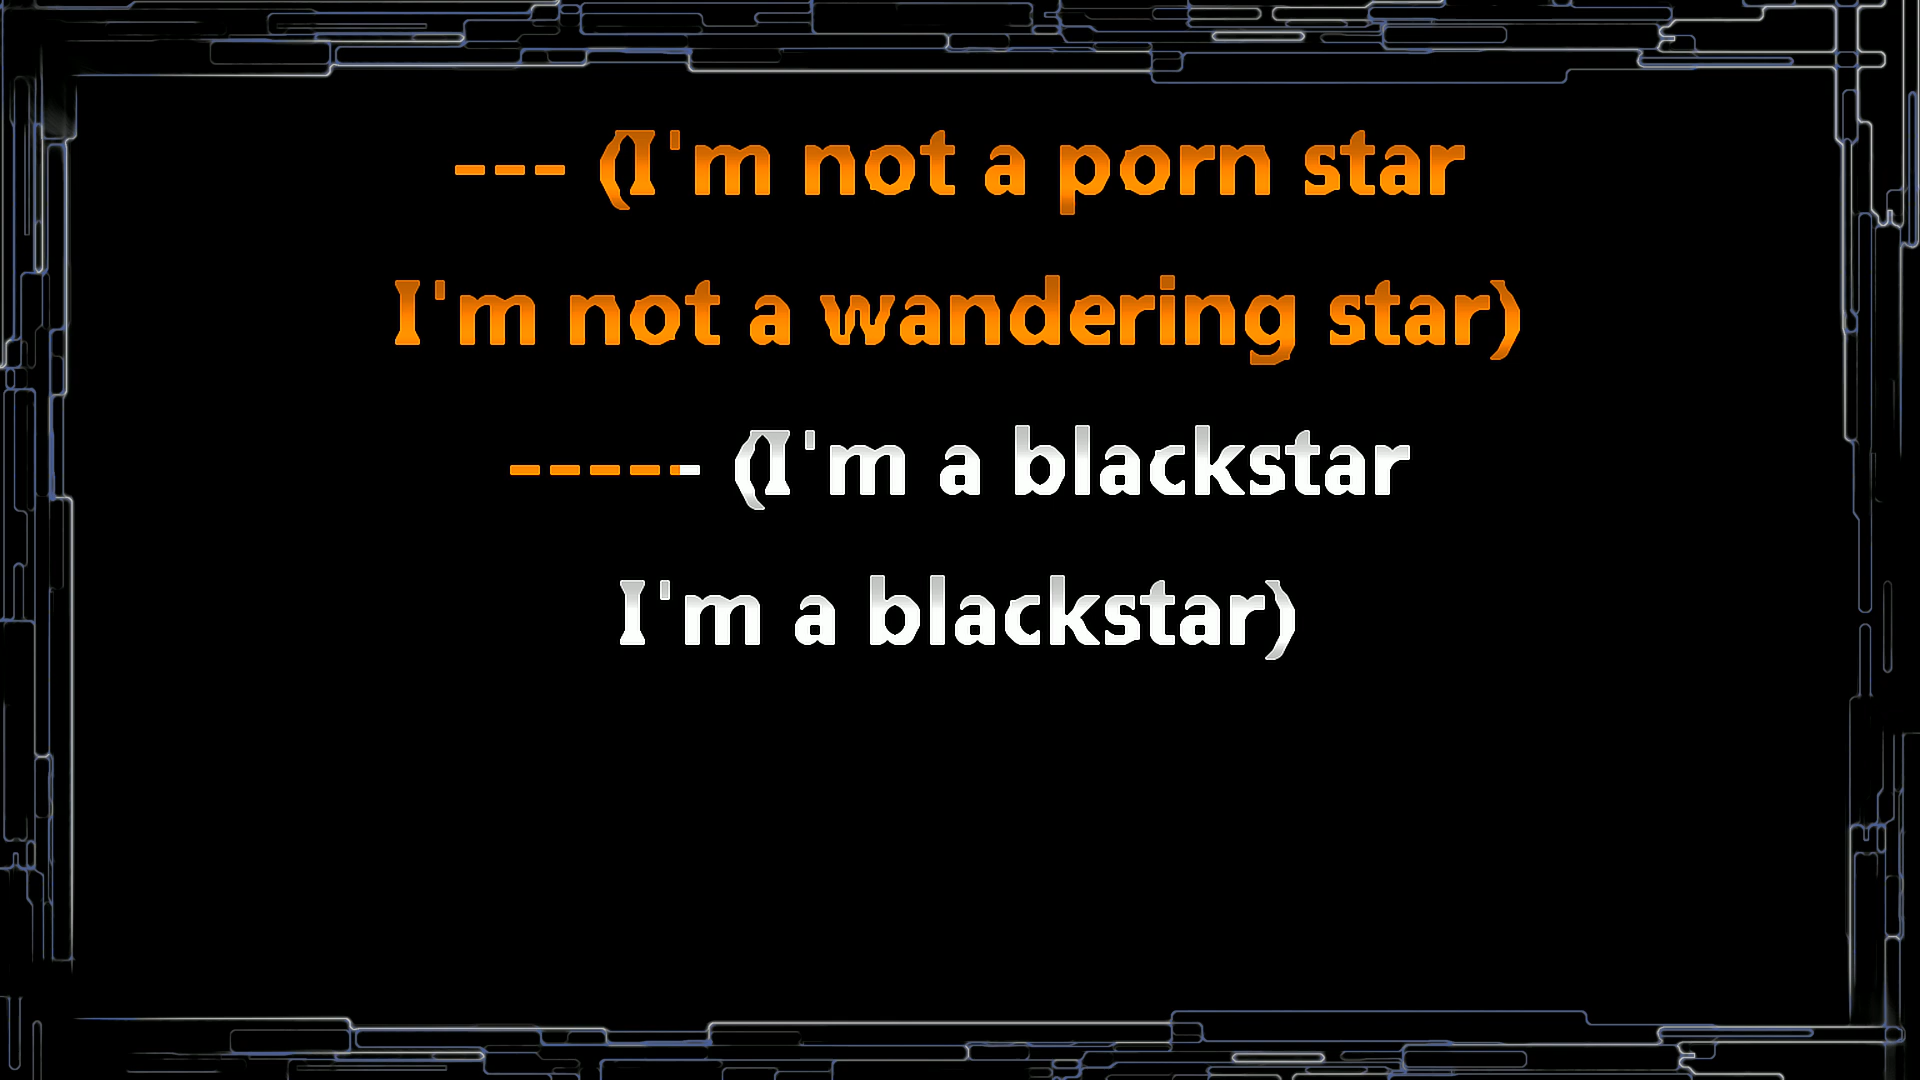 --- (I'm not a porn star
I'm not a wandering star)
----- (I'm a blackstar
I'm a blackstar)